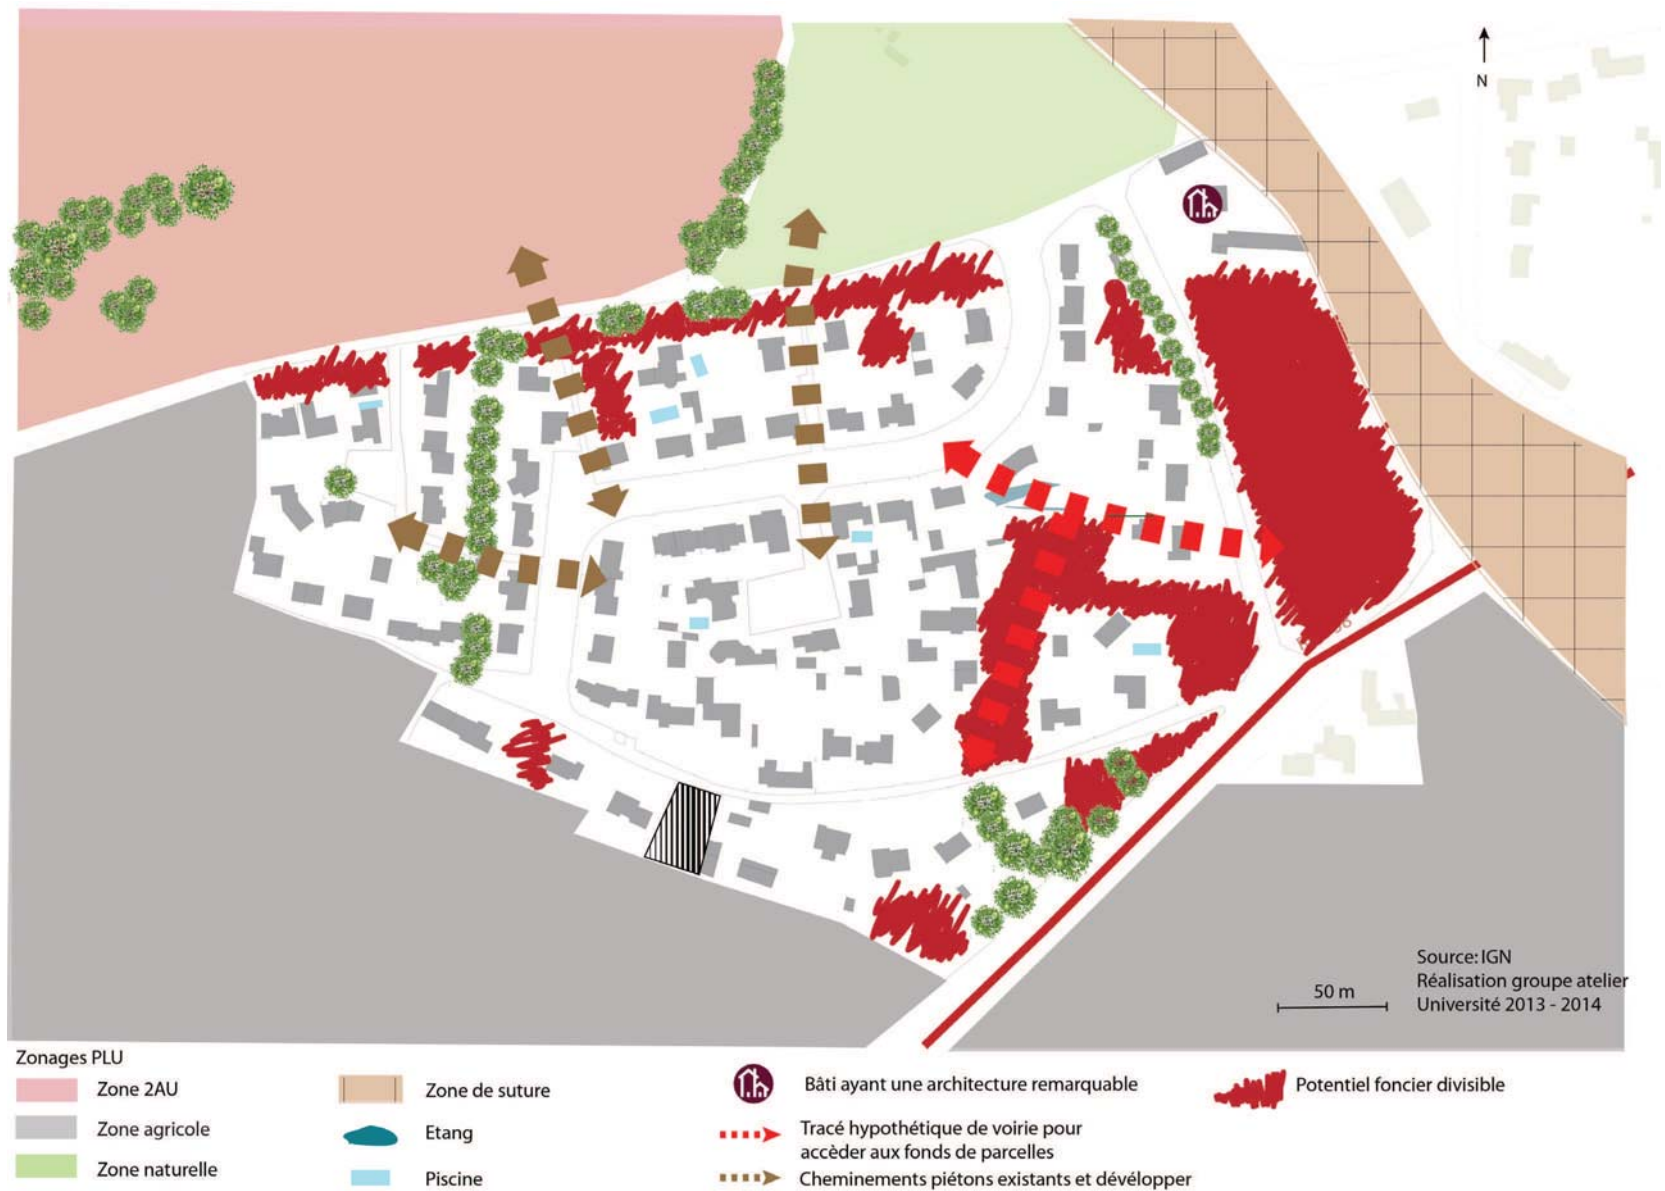 N
Source: IGN
Réalisation groupe atelier
50 m
Université 2013 - 2014
Zonages PLU
Zone 2AU
Zone agricole
Zone naturelle
Zone de suture
Etang
Piscine
Bâti ayant une architecture remarquable
Tracé hypothétique de voirie pour
accèder aux fonds de parcelles
Cheminements piétons existants et dévélopper
Potentiel foncier divisible